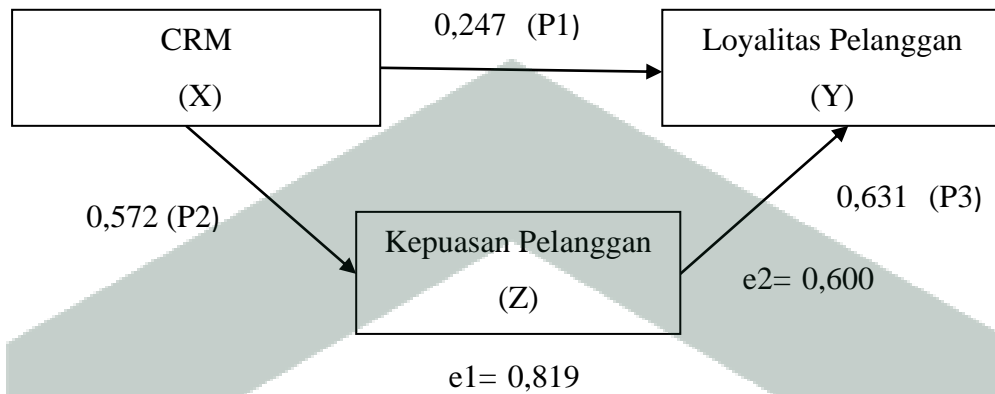 0,247 (P1)
CRM
(X)
Loyalitas Pelanggan
(Y)
0,572 (P2)
0,631 (P3)
Kepuasan Pelanggan
(Z)
e2= 0,600
e1= 0,819